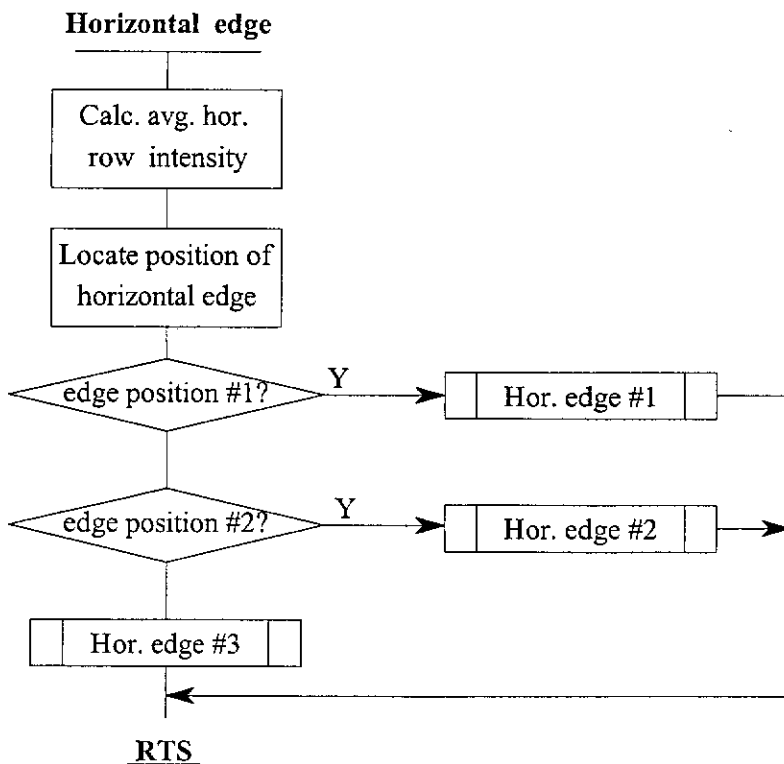 Horizontal edge
Calc. avg. hor.
row intensity
Locate position of
horizontal edge
edge position #1?
Y
Hor. edge #1
edge position #2?
Y
Hor. edge #2
Hor. edge #3
RTS